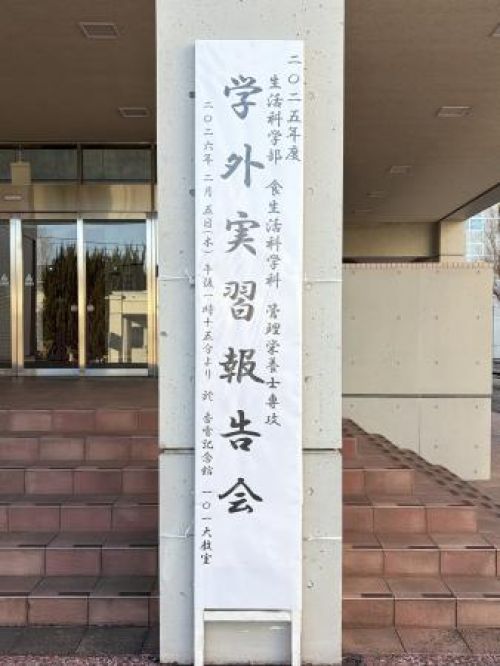 二〇二五年度
生活科学部 食生活科学科 管理栄養士専攻
学外実習報告会
二〇二六年二月五日(木)午後一時十五分より 於 香雪記念館 一〇一大教室